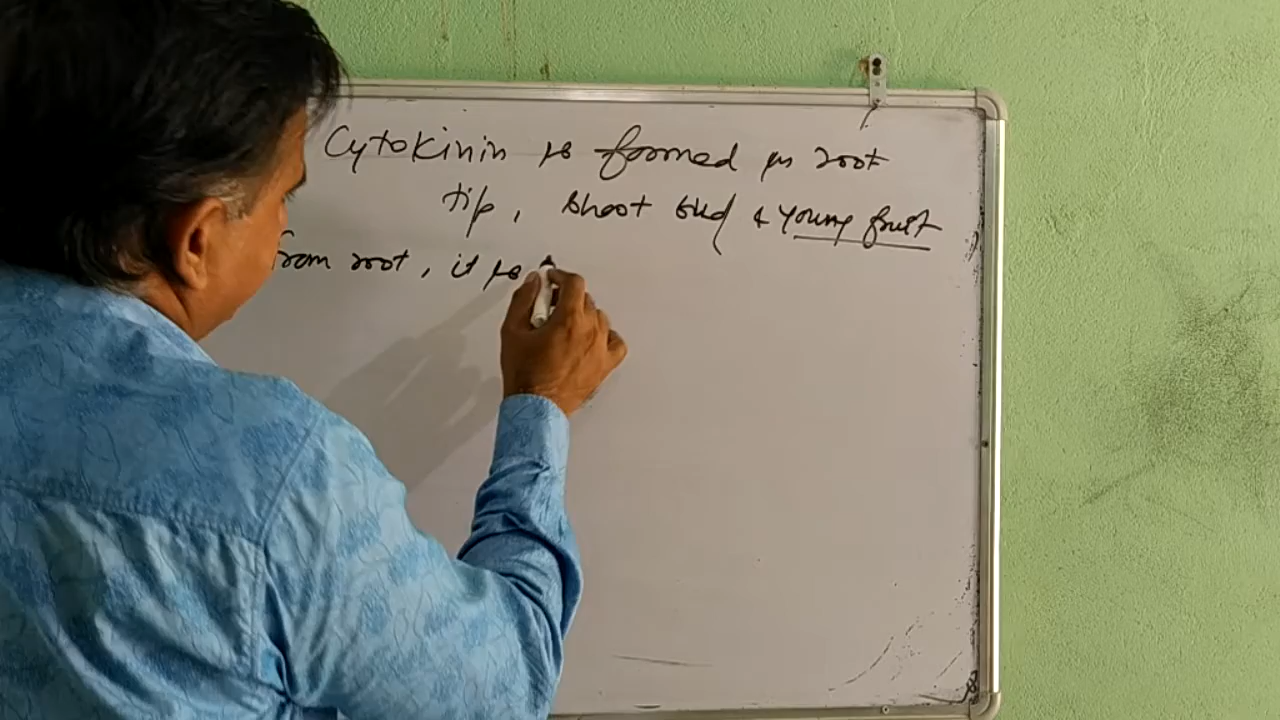 Cytokinin is formed in root
tip, shoot bud & young fruit
from root, it is